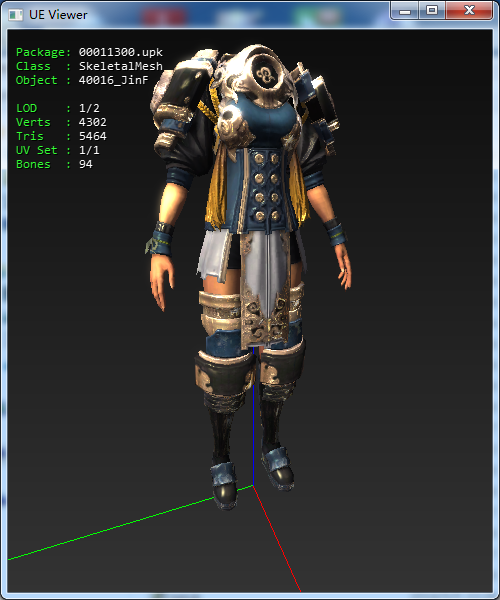 UE Viewer
Package: 00011300.upk
Class : SkeletalMesh
Object : 40016_JinF
LOD : 1/2
Verts : 4302
Tris : 5464
UV Set : 1/1
Bones : 94